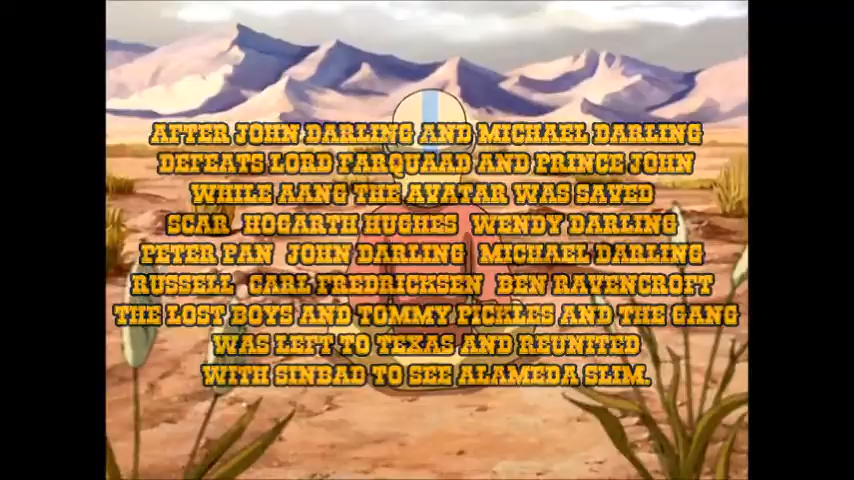 AFTER JOHN DARLING AND MICHAEL DARLING
DEFEATS LORD FARQUAAD AND PRINCE JOHN
WHILE AANG THE AVATAR WAS SAVED
SCAR HOGARTH HUGHES WENDY DARLING
PETER PAN JOHN DARLING MICHAEL DARLING
RUSSELL CARL FREDRICKSEN BEN RAVENCROFT
THE LOST BOYS AND TOMMY PICKLES AND THE GANG
WAS LEFT TO TEXAS AND REUNITED
WITH SINBAD TO SEE ALAMEDA SLIM.